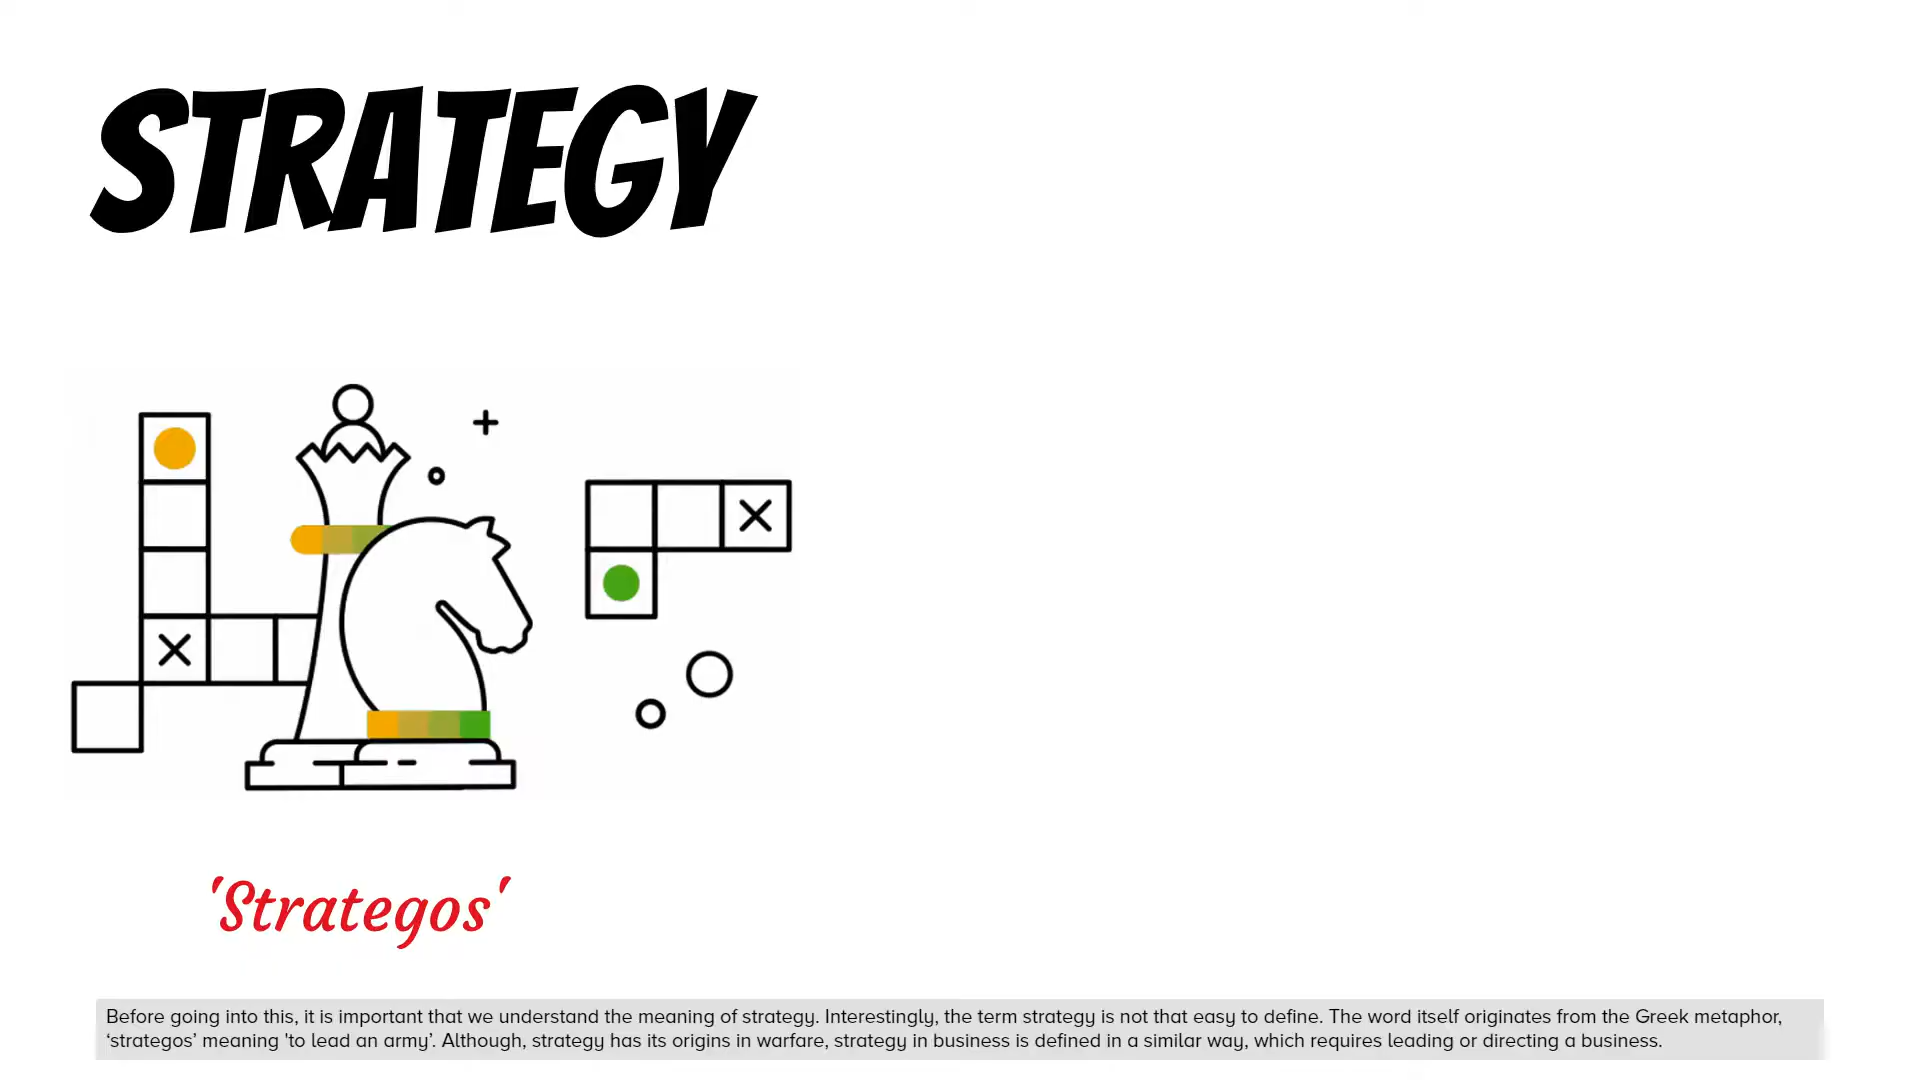 STRATEGY
'Strategos'
Before going into this, it is important that we understand the meaning of strategy. Interestingly, the term strategy is not that easy to define. The word itself originates from the Greek metaphor,
‘strategos’ meaning 'to lead an army’. Although, strategy has its origins in warfare, strategy in business is defined in a similar way, which requires leading or directing a business.